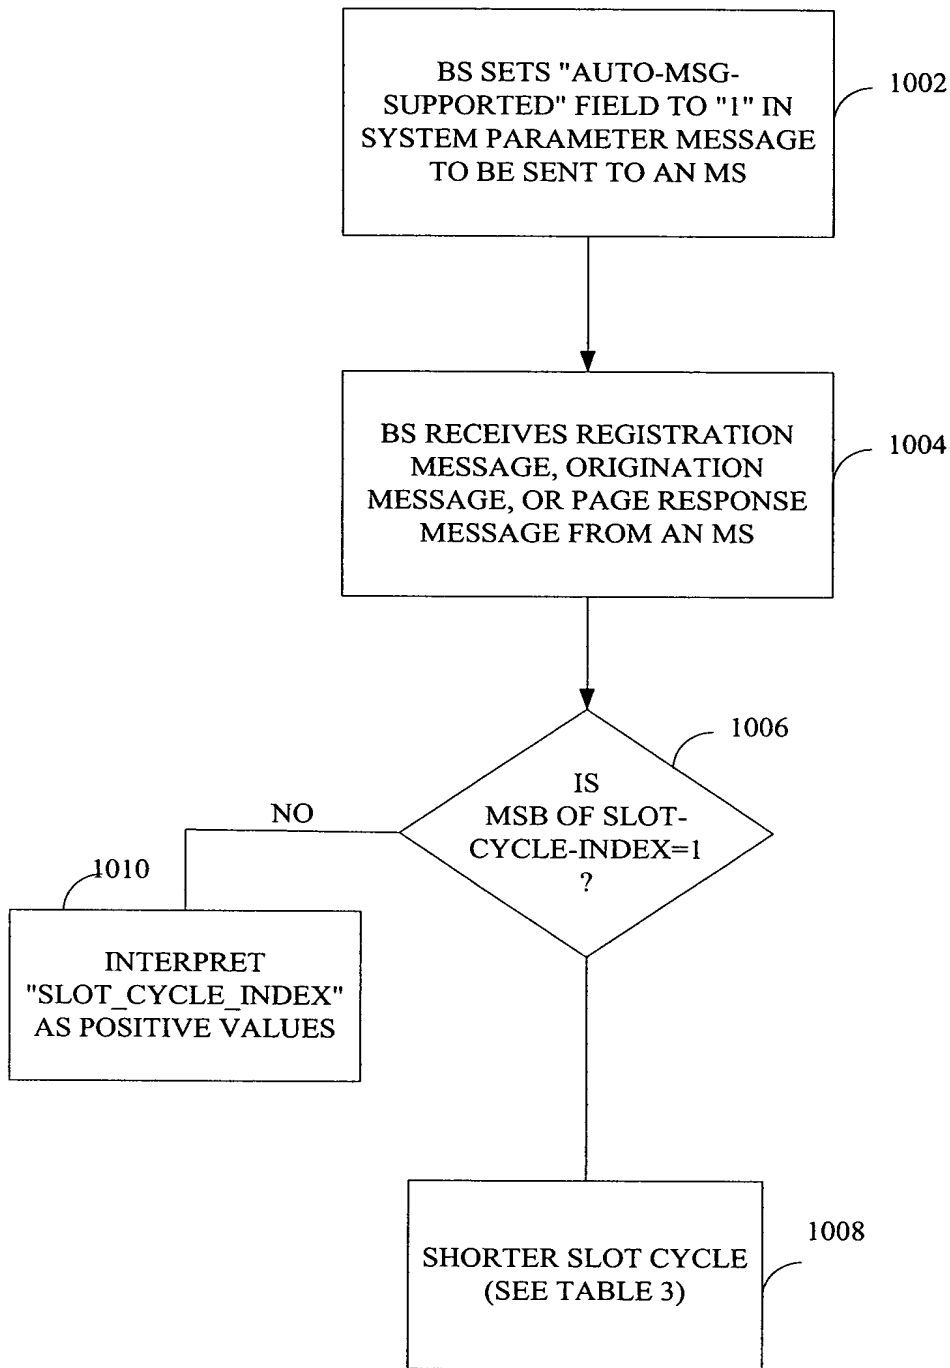 BS SETS "AUTO-MSG-
SUPPORTED" FIELD TO "1" IN
SYSTEM PARAMETER MESSAGE
TO BE SENT TO AN MS
1002
BS RECEIVES REGISTRATION
MESSAGE, ORIGINATION
MESSAGE, OR PAGE RESPONSE
MESSAGE FROM AN MS
1004
IS
MSB OF SLOT-
CYCLE-INDEX=1
?
1006
NO
1010
INTERPRET
"SLOT_CYCLE_INDEX"
AS POSITIVE VALUES
SHORTER SLOT CYCLE
(SEE TABLE 3)
1008